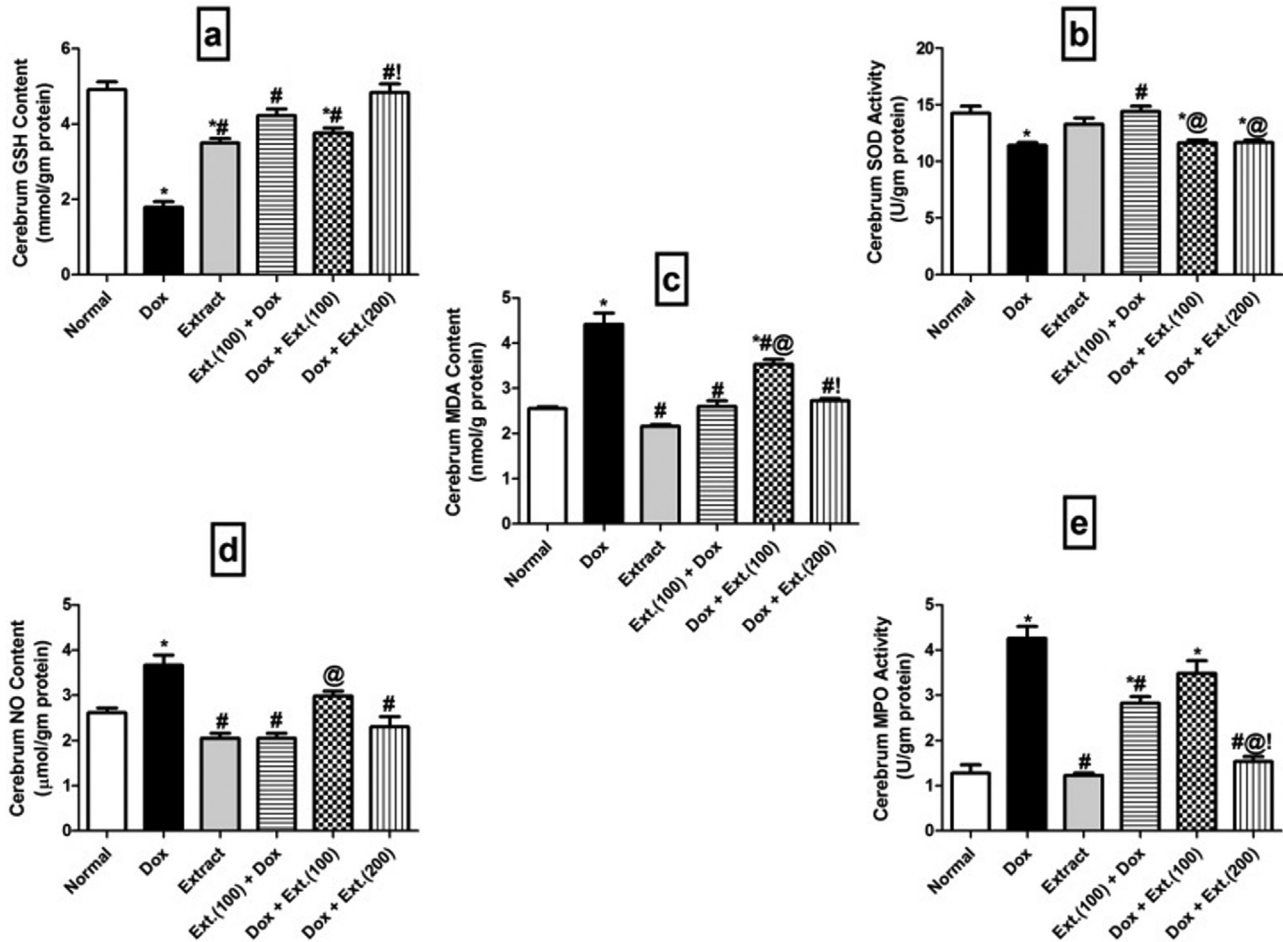 a
Cerebrum GSH Content
(mmol/gm protein)
6
4
2
0
*
*#
#
*#
#!
Normal
Dox
Extract
Ext.(100) + Dox
Dox + Ext.(100)
Dox + Ext.(200)
b
Cerebrum SOD Activity
(U/gm protein)
20
15
10
5
0
*
#
*@
*@
Normal
Dox
Extract
Ext.(100) + Dox
Dox + Ext.(100)
Dox + Ext.(200)
c
Cerebrum MDA Content
(nmol/g protein)
5
4
3
2
1
0
*
#
#
*#@
#!
Normal
Dox
Extract
Ext.(100) + Dox
Dox + Ext.(100)
Dox + Ext.(200)
d
Cerebrum NO Content
(μmol/gm protein)
5
4
3
2
1
0
*
#
#
@
#
Normal
Dox
Extract
Ext.(100) + Dox
Dox + Ext.(100)
Dox + Ext.(200)
e
Cerebrum MPO Activity
(U/gm protein)
5
4
3
2
1
0
*
#
*#
*
#@!
Normal
Dox
Extract
Ext.(100) + Dox
Dox + Ext.(100)
Dox + Ext.(200)